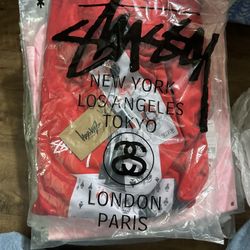 Stüssy
NEW YORK
LOS ANGELES
TOKYO
LONDON
PARIS